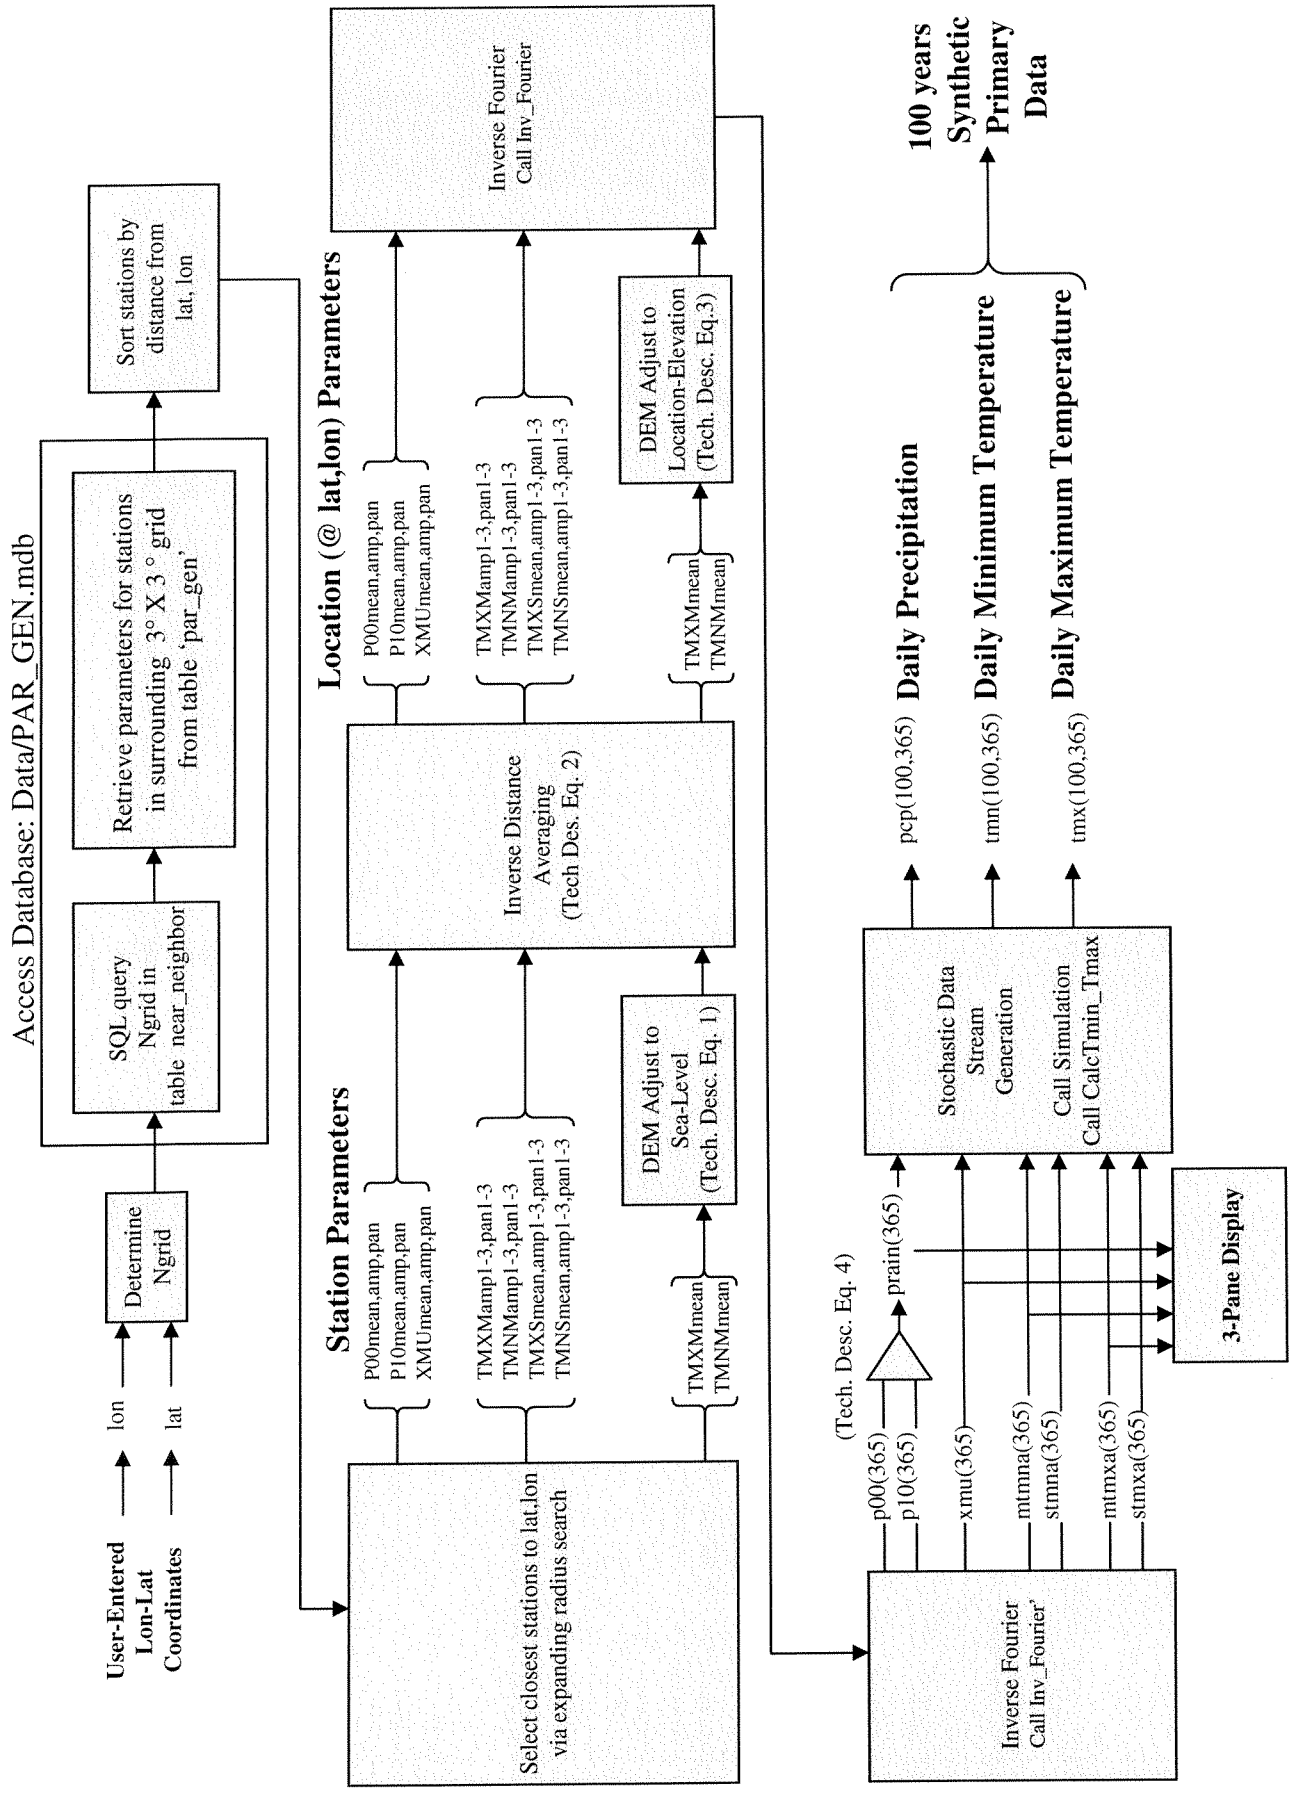 Access Database: Data/PAR_GEN.mdb
User-Entered
Lon-Lat
Coordinates
lon
lat
Determine
Ngrid
SQL query
Ngrid in
table near_neighbor
Retrieve parameters for stations
in surrounding 3° X 3 ° grid
from table ‘par_gen’
Sort stations by
distance from
lat, lon
Station Parameters
Location (@ lat,lon) Parameters
Select closest stations to lat,lon
via expanding radius search
P00mean,amp,pan
P10mean,amp,pan
XMUmean,amp,pan
TMXMamp1-3,pan1-3
TMNMamp1-3,pan1-3
TMXSmean,amp1-3,pan1-3
TMNSmean,amp1-3,pan1-3
TMXMmean
TMNMmean
DEM Adjust to
Sea-Level
(Tech. Desc. Eq. 1)
Inverse Distance
Averaging
(Tech Des. Eq. 2)
P00mean,amp,pan
P10mean,amp,pan
XMUmean,amp,pan
TMXMamp1-3,pan1-3
TMNMamp1-3,pan1-3
TMXSmean,amp1-3,pan1-3
TMNSmean,amp1-3,pan1-3
TMXMmean
TMNMmean
DEM Adjust to
Location-Elevation
(Tech. Desc. Eq.3)
Inverse Fourier
Call Inv_Fourier
Inverse Fourier
Call Inv_Fourier’
(Tech. Desc. Eq. 4)
p00(365)
p10(365)
prain(365)
xmu(365)
mtmna(365)
stmna(365)
mtmxa(365)
stmxa(365)
3-Pane Display
Stochastic Data
Stream
Generation
Call Simulation
Call CalcTmin_Tmax
pcp(100,365) Daily Precipitation
tmn(100,365) Daily Minimum Temperature
tmx(100,365) Daily Maximum Temperature
100 years
Synthetic
Primary
Data